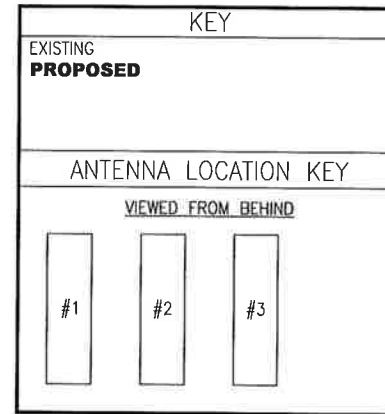 KEY
EXISTING
PROPOSED
ANTENNA LOCATION KEY
VIEWED FROM BEHIND
#1 #2 #3